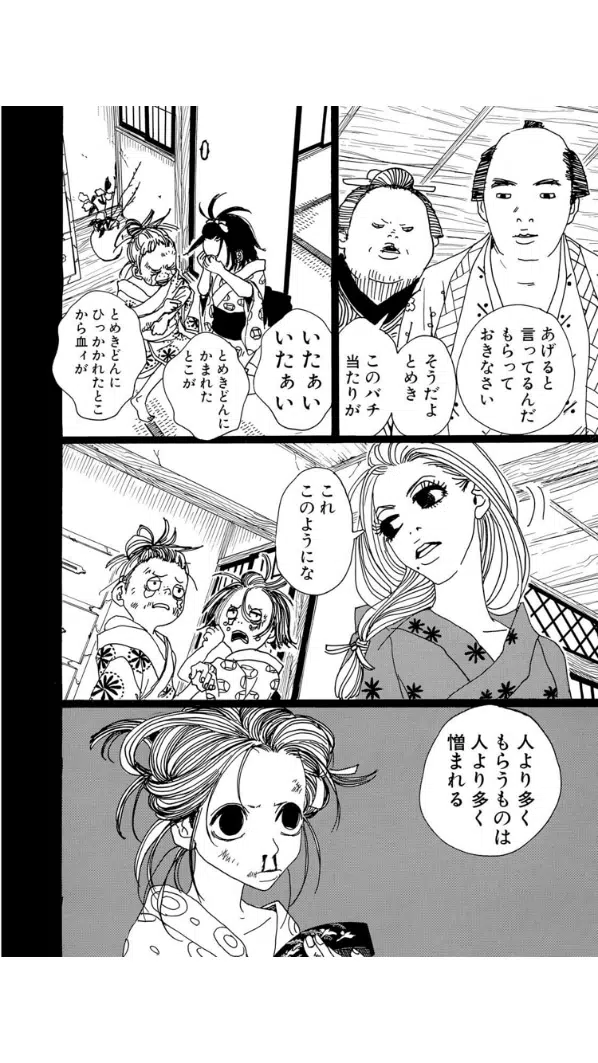 あげると
言ってるんだ
もらって
おきなさい
そうだよ
とめき
このバチ
当たりが
いたぁい
いたぁい
とめきどんに
かまれた
とこが
とめきどんに
ひっかかれたとこ
から血ィが
これ
このようにな
人より多く
もらうものは
人より多く
憎まれる